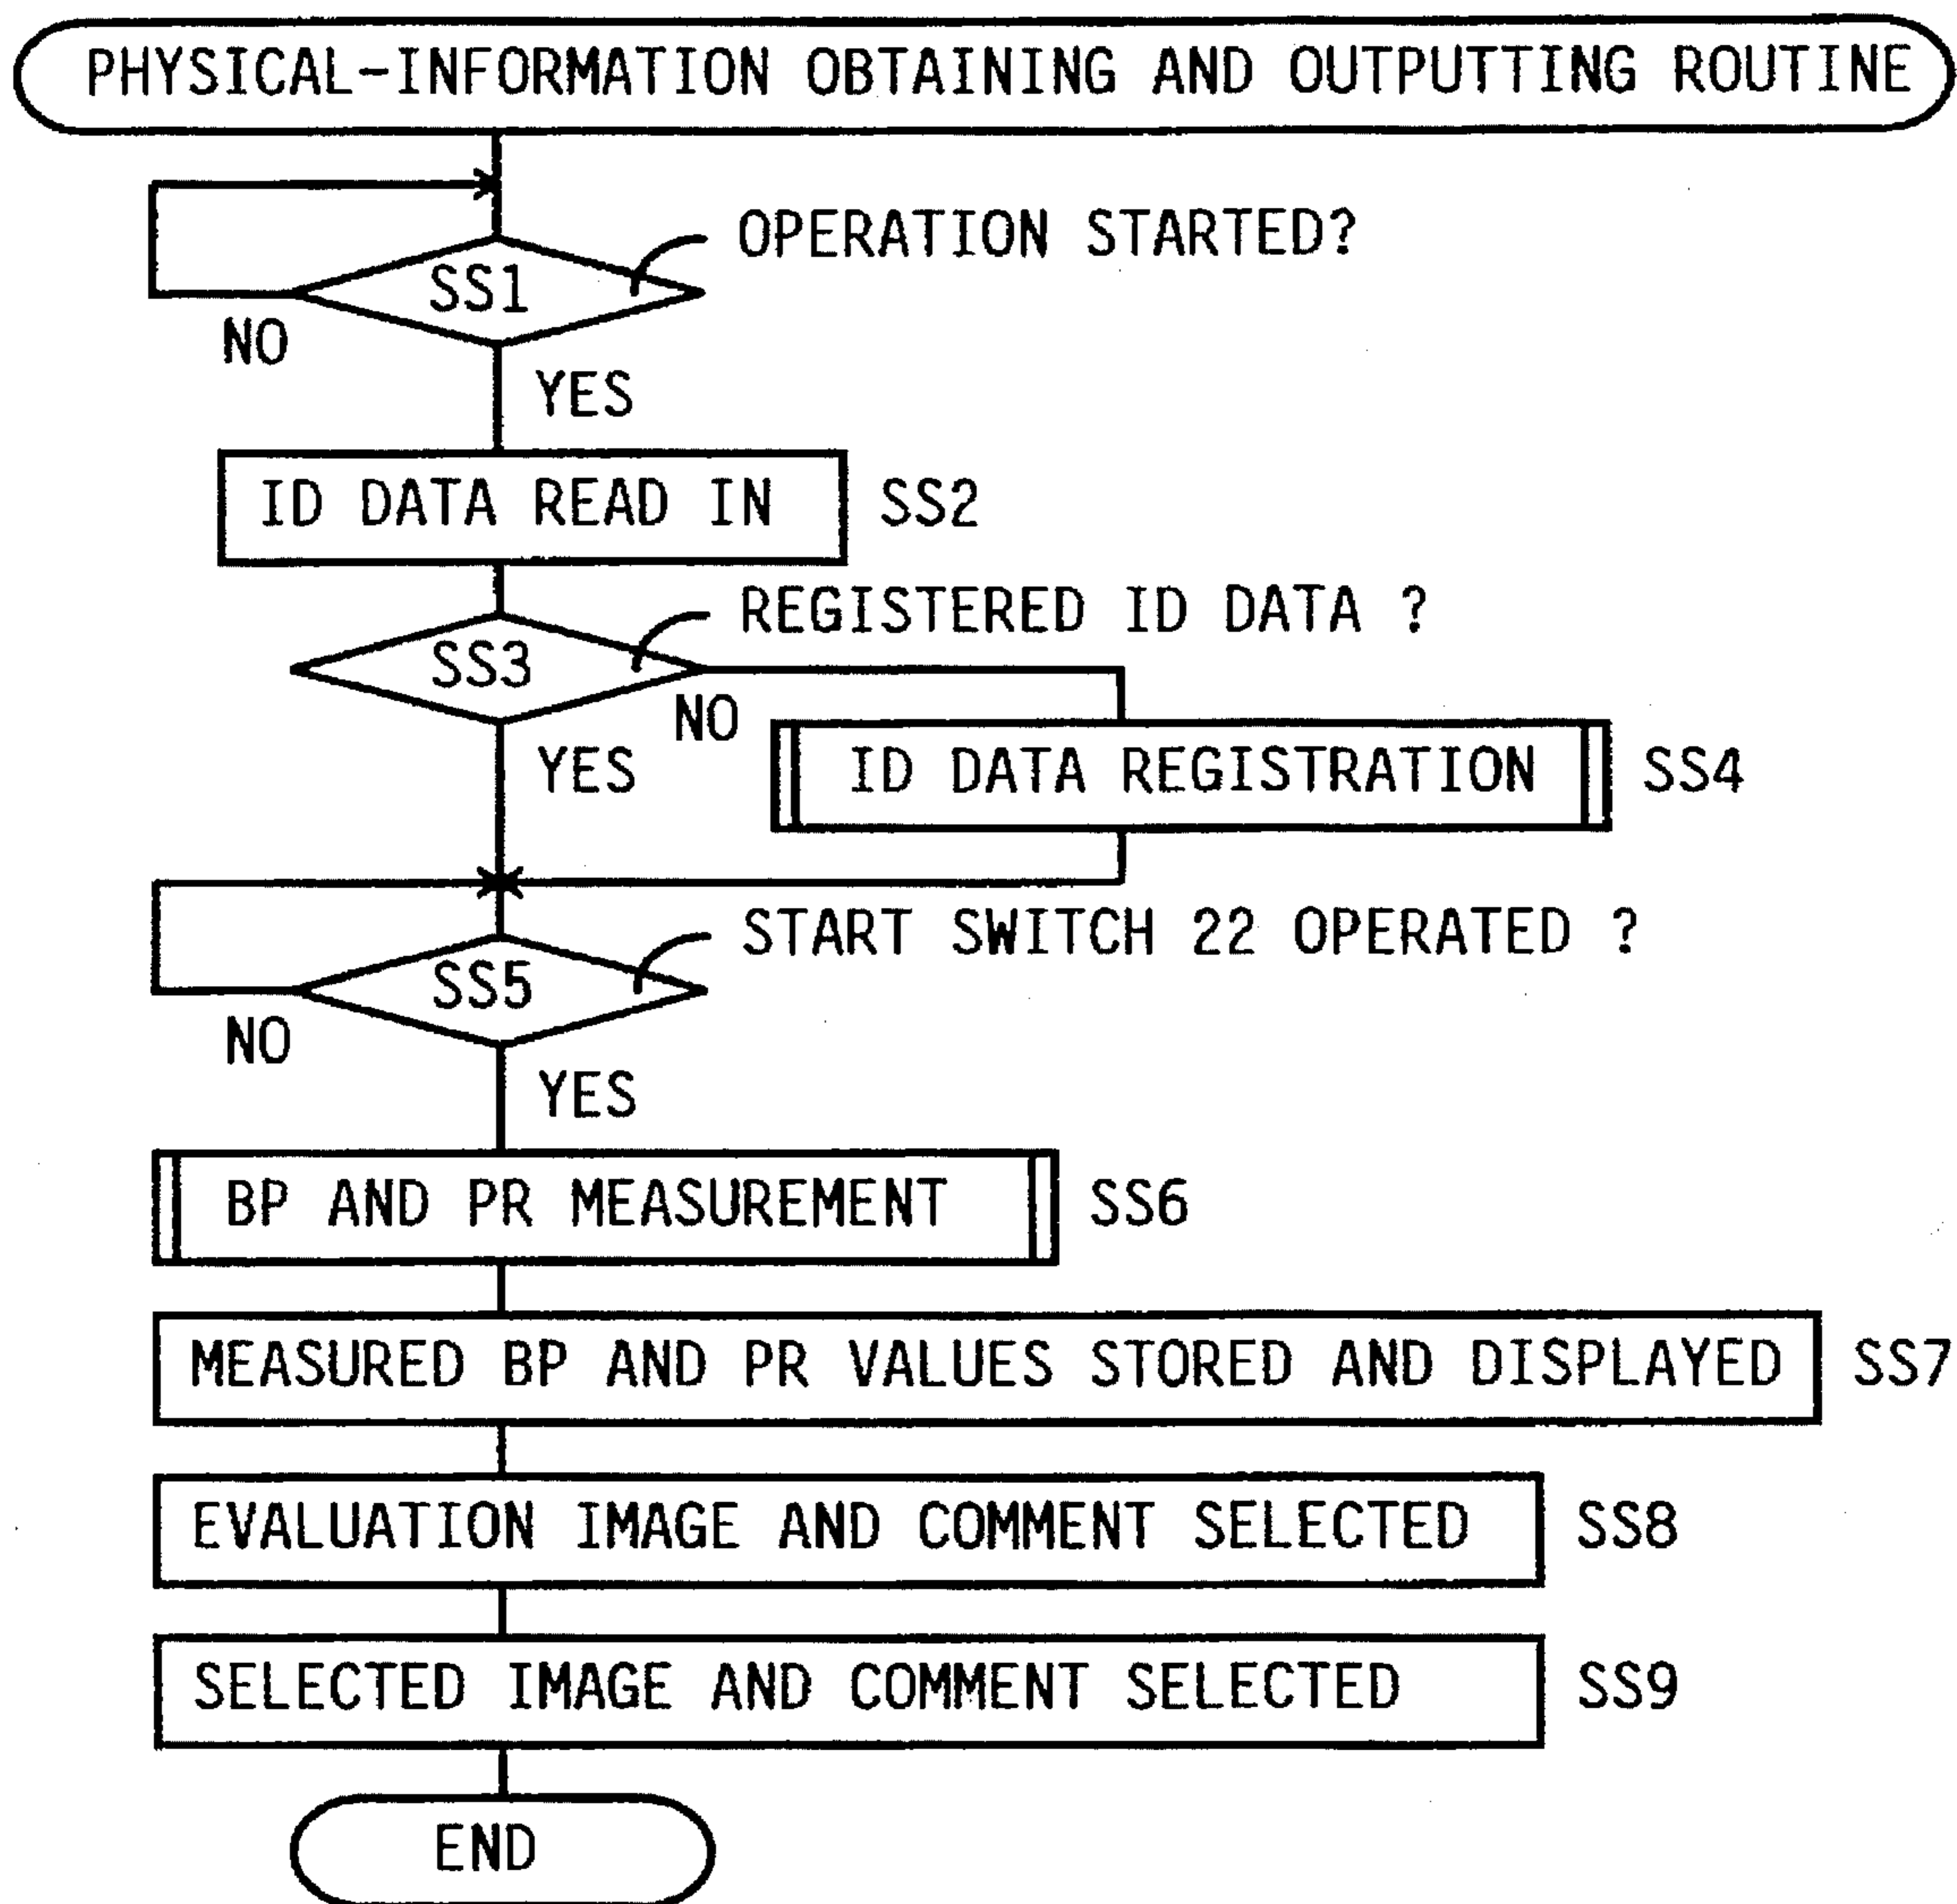 PHYSICAL-INFORMATION OBTAINING AND OUTPUTTING ROUTINE
OPERATION STARTED?
SS1
NO
YES
ID DATA READ IN
SS2
REGISTERED ID DATA ?
SS3
NO
YES
ID DATA REGISTRATION
SS4
START SWITCH 22 OPERATED ?
SS5
NO
YES
BP AND PR MEASUREMENT
SS6
MEASURED BP AND PR VALUES STORED AND DISPLAYED
SS7
EVALUATION IMAGE AND COMMENT SELECTED
SS8
SELECTED IMAGE AND COMMENT SELECTED
SS9
END